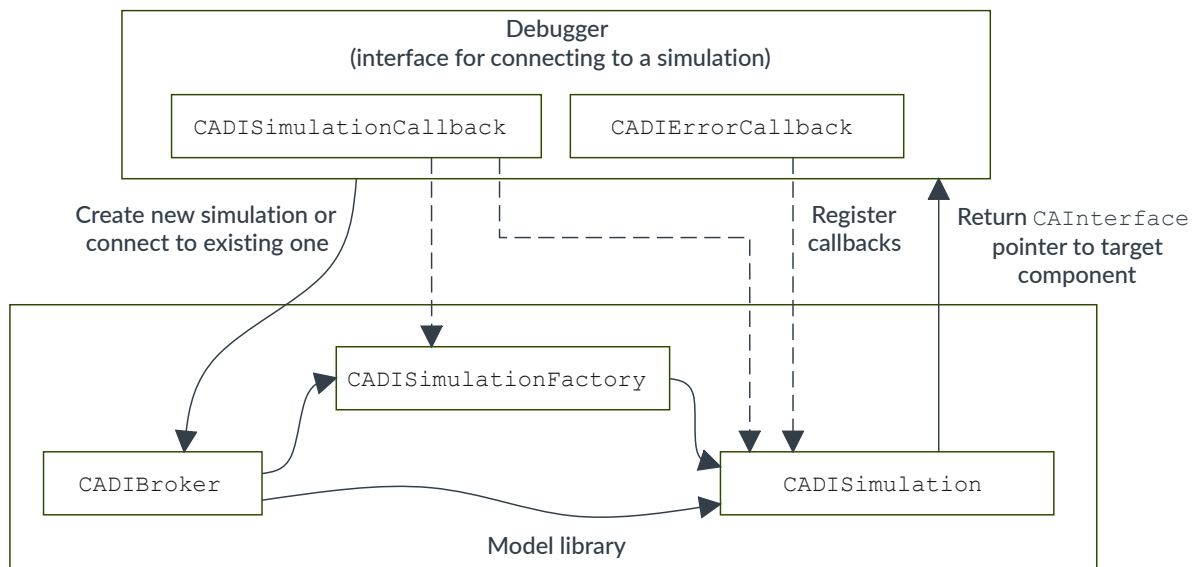 Debugger
(interface for connecting to a simulation)
CADISimulationCallback
CADIErrorCallback
Create new simulation or
connect to existing one
Register
callbacks
Return CAInterface
pointer to target
component
CADISimulationFactory
CADIBroker
CADISimulation
Model library